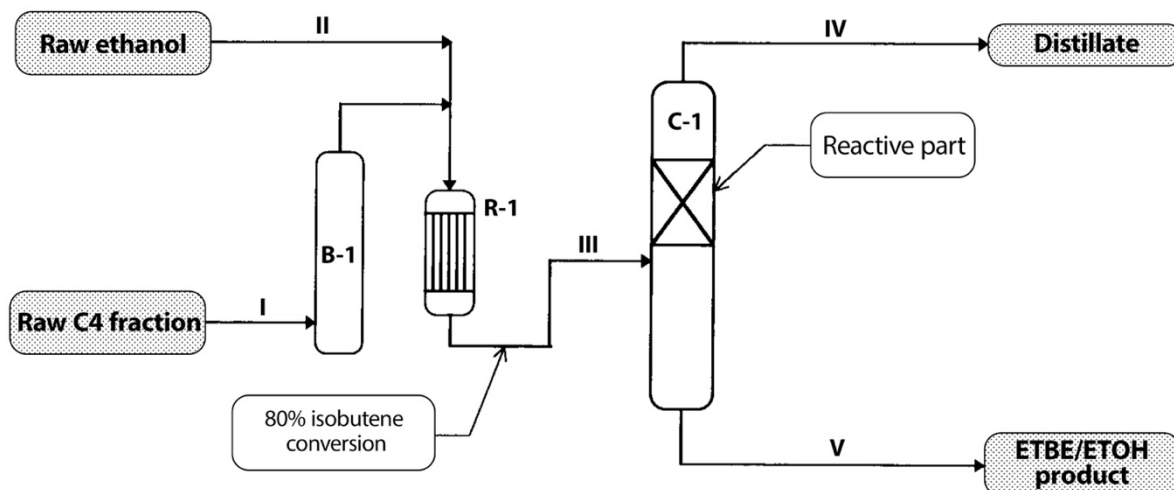 Raw ethanol
II
IV
Distillate
C-1
Reactive part
R-1
B-1
III
I
Raw C4 fraction
80% isobutene
conversion
V
ETBE/ETOH
product